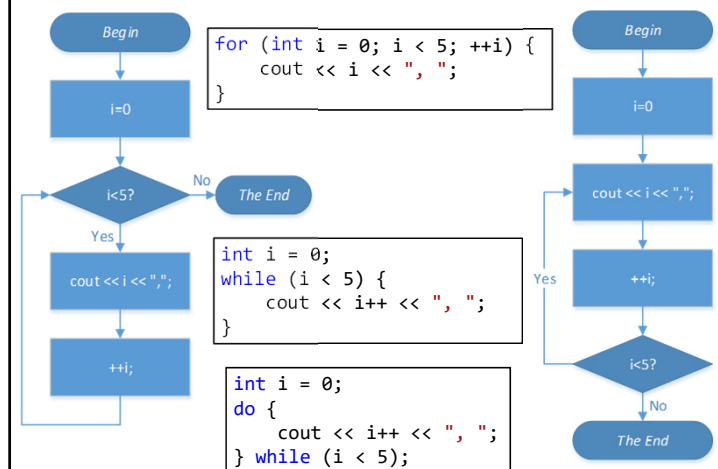 Begin
i=0
i<5?
No
The End
Yes
cout << i << ",";
++i;
for (int i = 0; i < 5; ++i) {
cout << i << ", ";
}
int i = 0;
while (i < 5) {
cout << i++ << ", ";
}
int i = 0;
do {
cout << i++ << ", ";
} while (i < 5);
Begin
i=0
cout << i << ",";
Yes
++i;
i<5?
No
The End